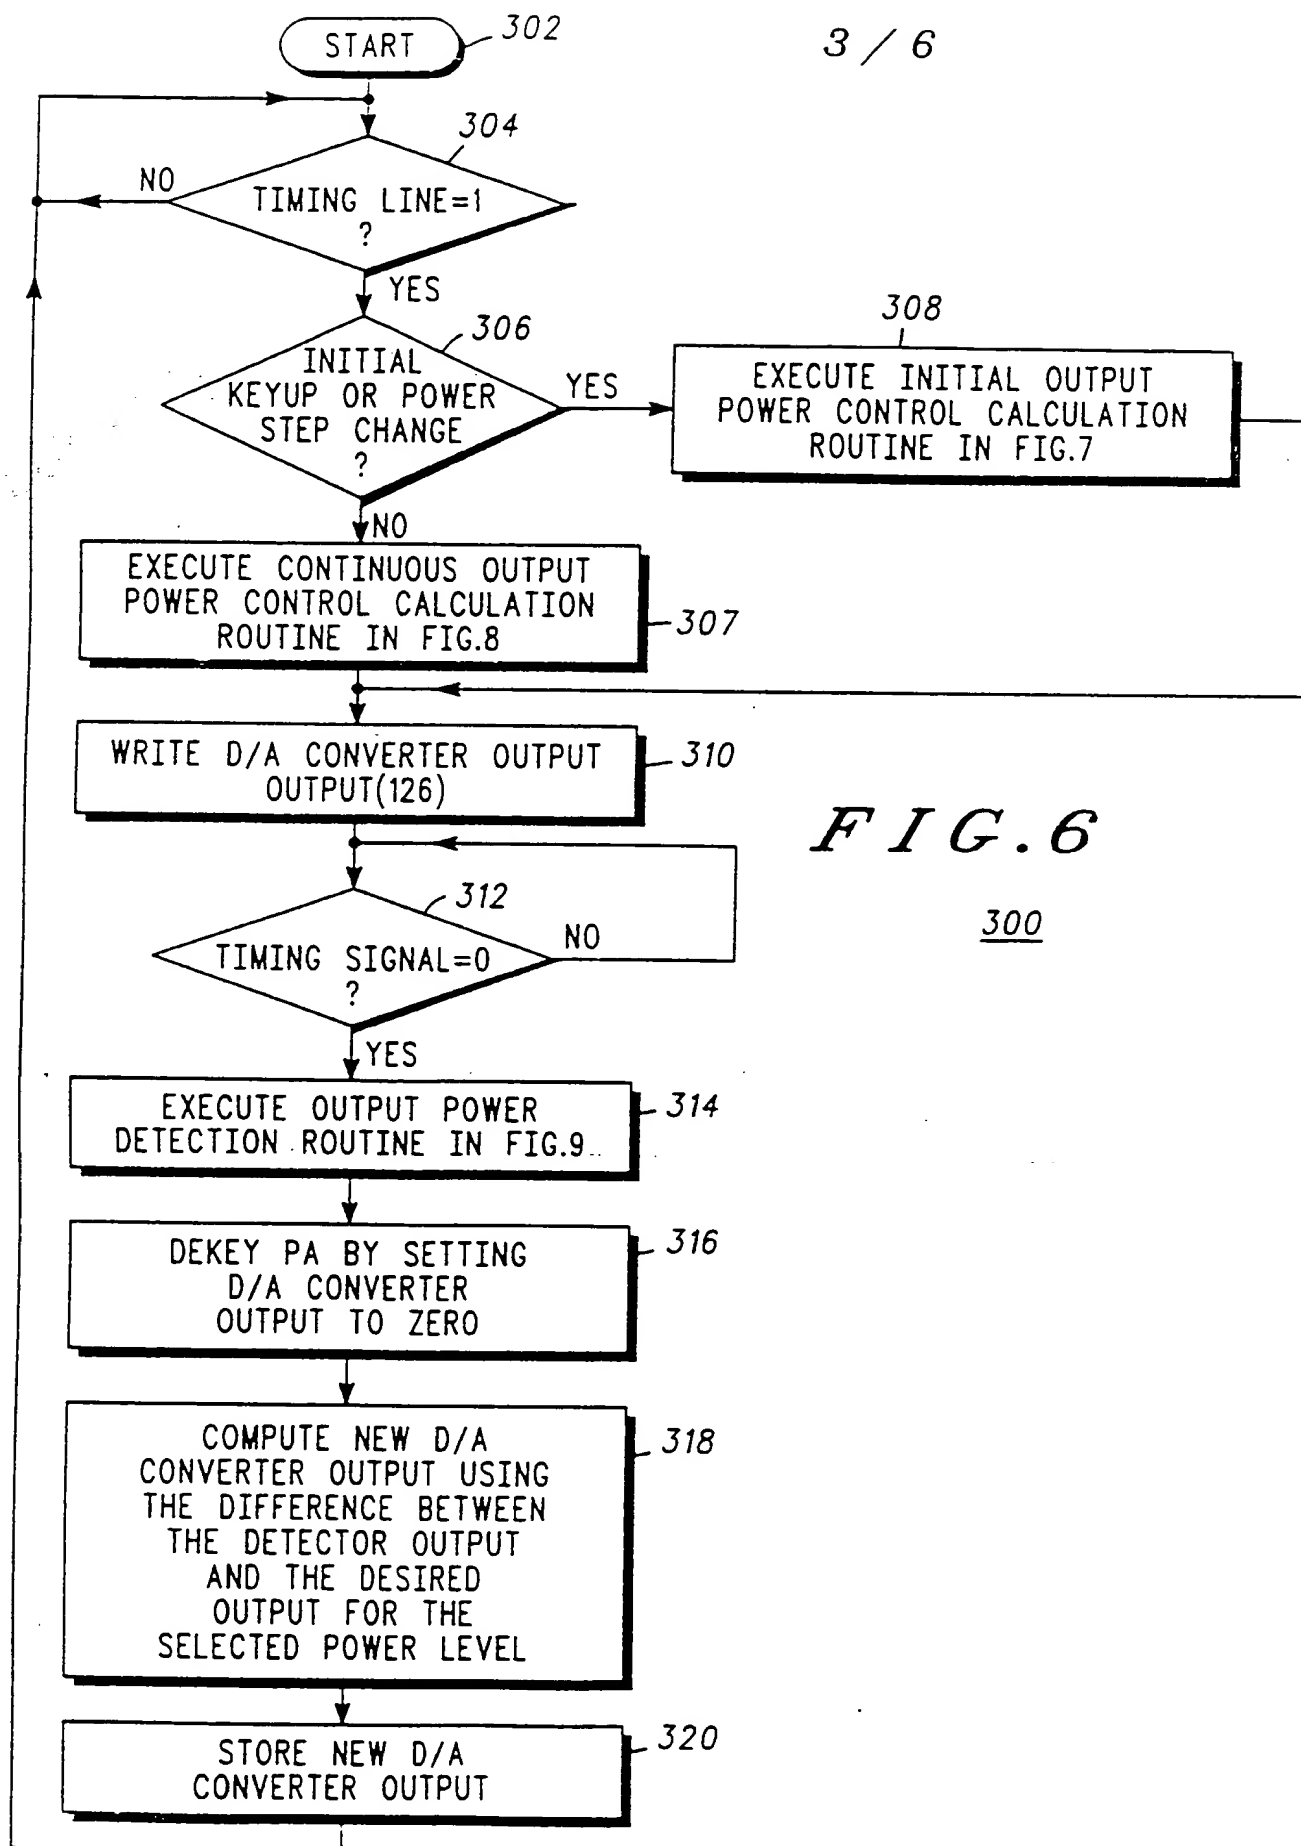 3 / 6
START
302
304
NO
TIMING LINE=1
?
YES
306
INITIAL
KEYUP OR POWER
STEP CHANGE
?
YES
308
EXECUTE INITIAL OUTPUT
POWER CONTROL CALCULATION
ROUTINE IN FIG.7
NO
EXECUTE CONTINUOUS OUTPUT
POWER CONTROL CALCULATION
ROUTINE IN FIG.8
307
WRITE D/A CONVERTER OUTPUT
OUTPUT(126)
310
FIG.6
300
312
TIMING SIGNAL=0
?
NO
YES
EXECUTE OUTPUT POWER
DETECTION ROUTINE IN FIG.9
314
DEKEY PA BY SETTING
D/A CONVERTER
OUTPUT TO ZERO
316
COMPUTE NEW D/A
CONVERTER OUTPUT USING
THE DIFFERENCE BETWEEN
THE DETECTOR OUTPUT
AND THE DESIRED
OUTPUT FOR THE
SELECTED POWER LEVEL
318
STORE NEW D/A
CONVERTER OUTPUT
320